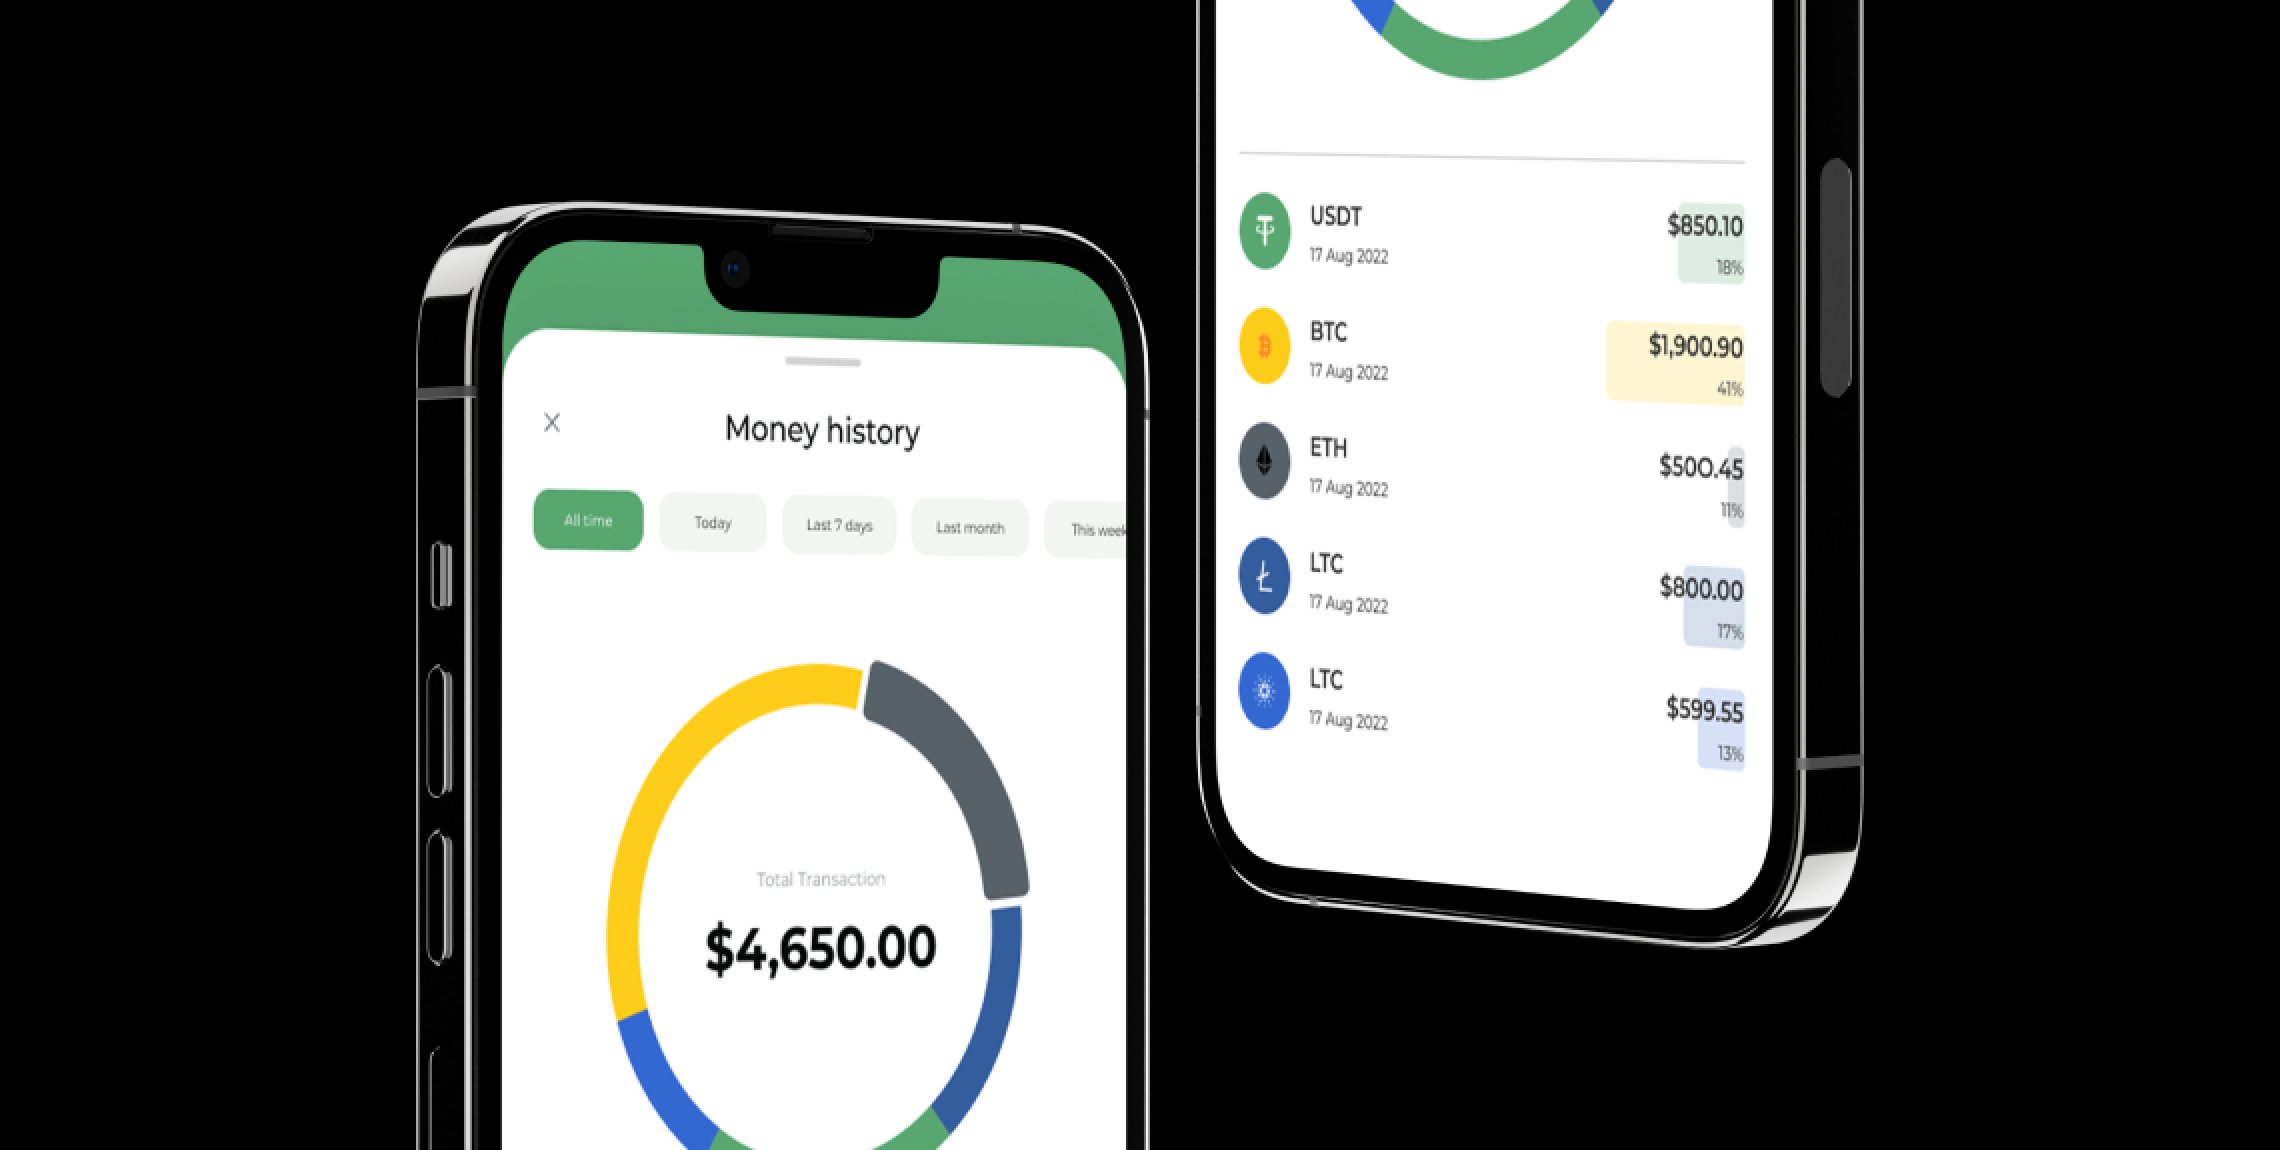 Money history
All time
Today
Last 7 days
Last month
This week
Total Transaction
$4,650.00
USDT
$850.10
17 Aug 2022
18%
BTC
$1,900.90
17 Aug 2022
41%
ETH
$500.45
17 Aug 2022
11%
LTC
$800.00
17 Aug 2022
17%
LTC
$599.55
17 Aug 2022
13%